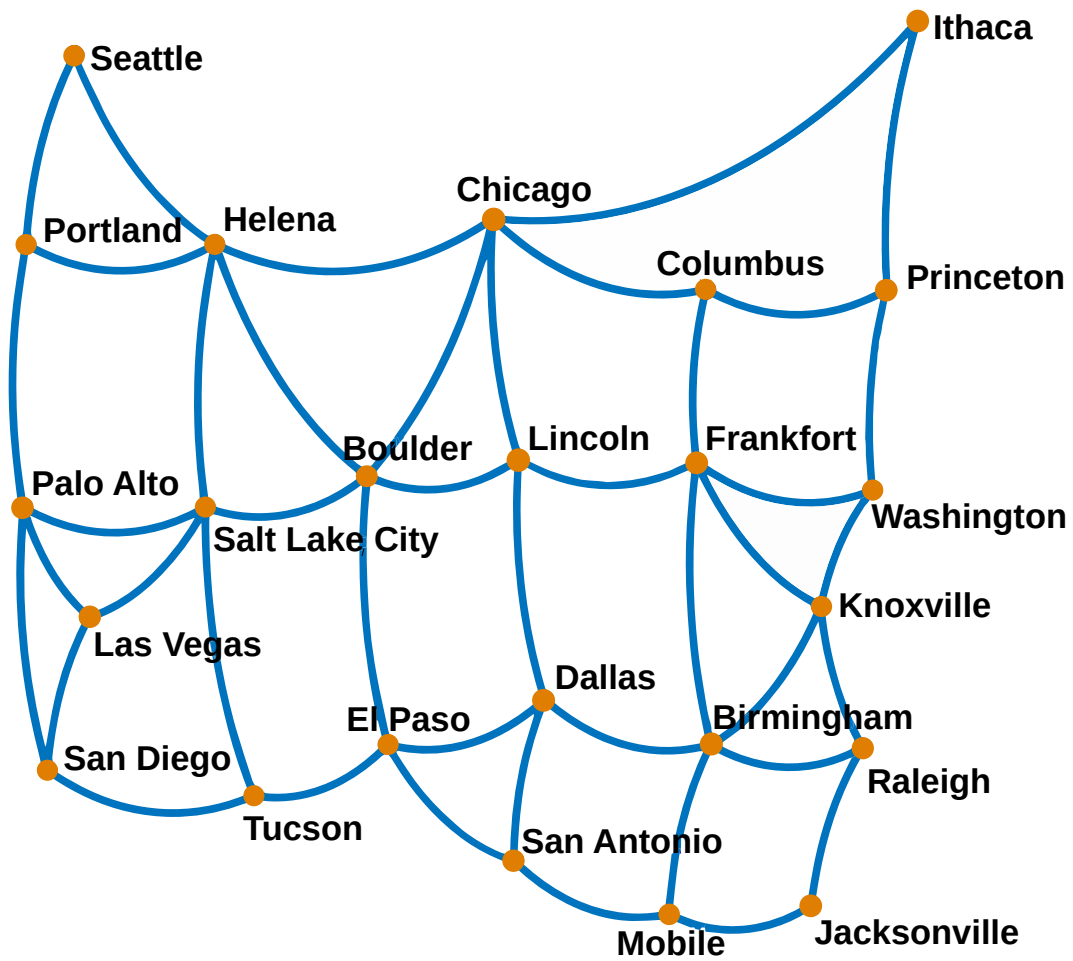 Ithaca
Seattle
Chicago
Helena
Portland
Columbus
Princeton
Lincoln
Frankfort
Boulder
Palo Alto
Washington
Salt Lake City
Knoxville
Las Vegas
Dallas
Birmingham
El Paso
San Diego
Raleigh
Tucson
San Antonio
Jacksonville
Mobile